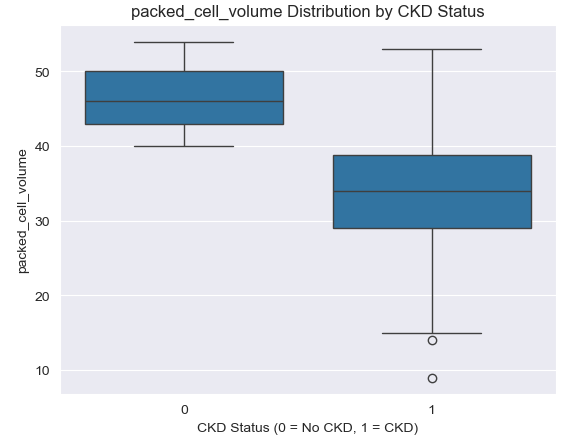 packed_cell_volume Distribution by CKD Status
packed_cell_volume
50
40
30
20
10
0
1
CKD Status (0 = No CKD, 1 = CKD)